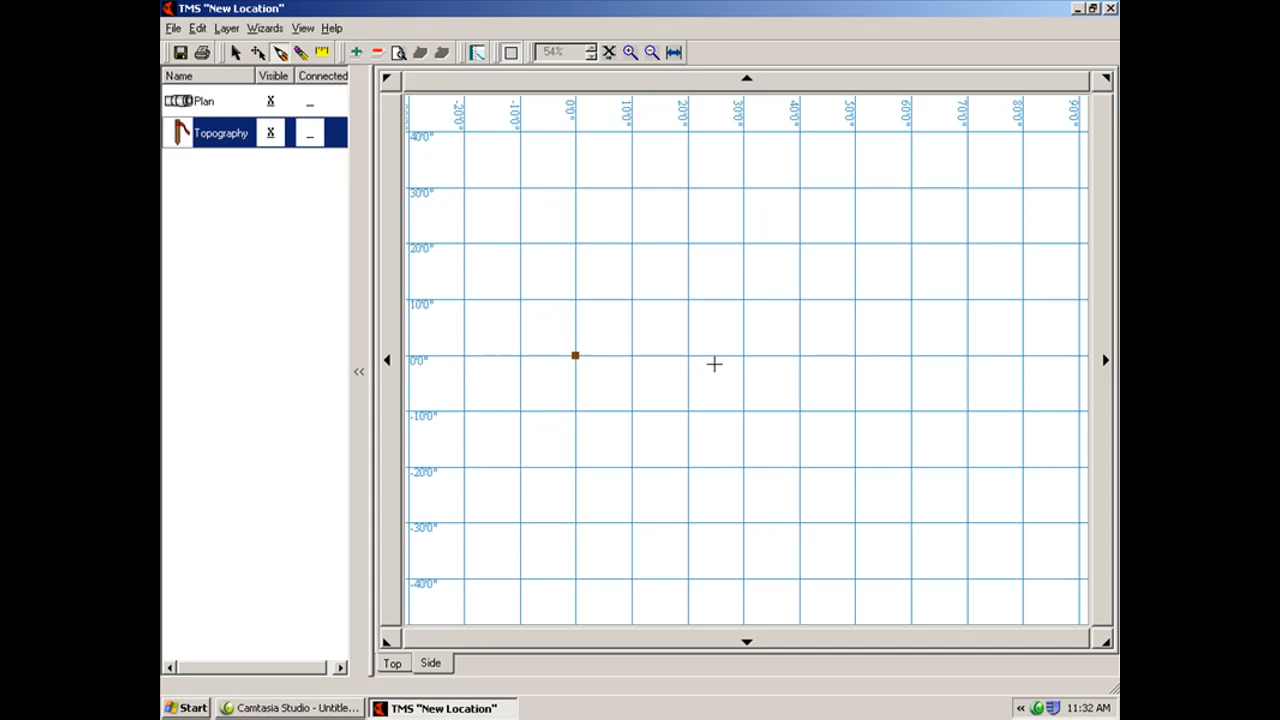 TMS "New Location"
File Edit Layer Wizards View Help
54%
Name Visible Connected
Plan X _
Topography X _
-20'0" -10'0" 0'0" 10'0" 20'0" 30'0" 40'0" 50'0" 60'0" 70'0" 80'0" 90'0"
40'0"
30'0"
20'0"
10'0"
0'0"
-10'0"
-20'0"
-30'0"
-40'0"
<<
Top Side
Start Camtasia Studio - Untitle... TMS "New Location" « 11:32 AM